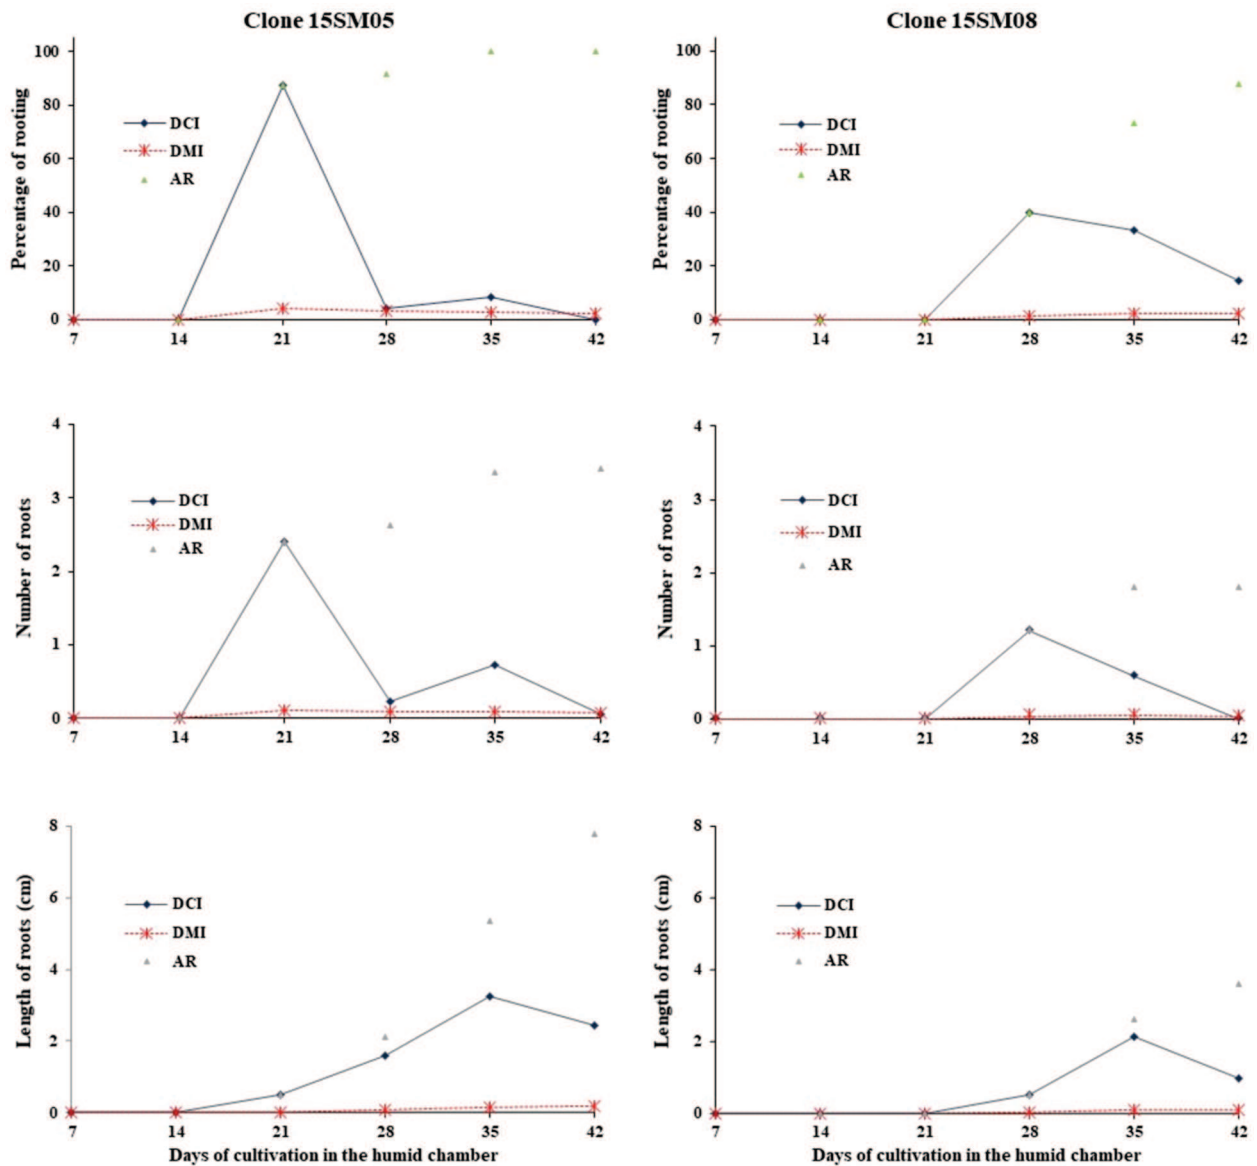 Clone 15SM05
Percentage of rooting
100
80
60
40
20
0
7 14 21 28 35 42
DCI
DMI
AR
Clone 15SM08
Percentage of rooting
100
80
60
40
20
0
7 14 21 28 35 42
DCI
DMI
AR
Number of roots
4
3
2
1
0
7 14 21 28 35 42
DCI
DMI
AR
Number of roots
4
3
2
1
0
7 14 21 28 35 42
DCI
DMI
AR
Length of roots (cm)
8
6
4
2
0
7 14 21 28 35 42
DCI
DMI
AR
Days of cultivation in the humid chamber
Length of roots (cm)
8
6
4
2
0
7 14 21 28 35 42
DCI
DMI
AR
Days of cultivation in the humid chamber